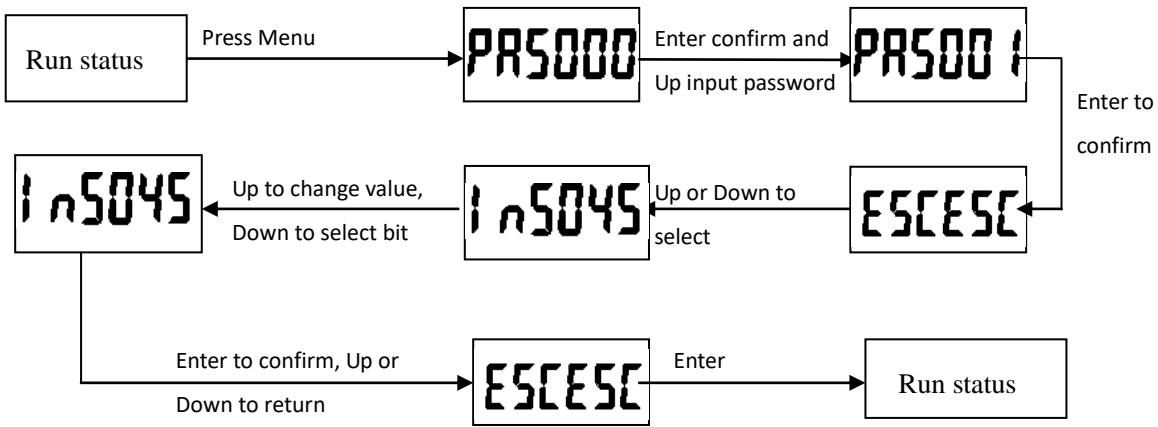 Run status
Press Menu
PAS000
Enter confirm and
Up input password
PAS001
Enter to
confirm
ESCESC
Up or Down to
select
InS045
Up to change value,
Down to select bit
InS045
Enter to confirm, Up or
Down to return
ESCESC
Enter
Run status